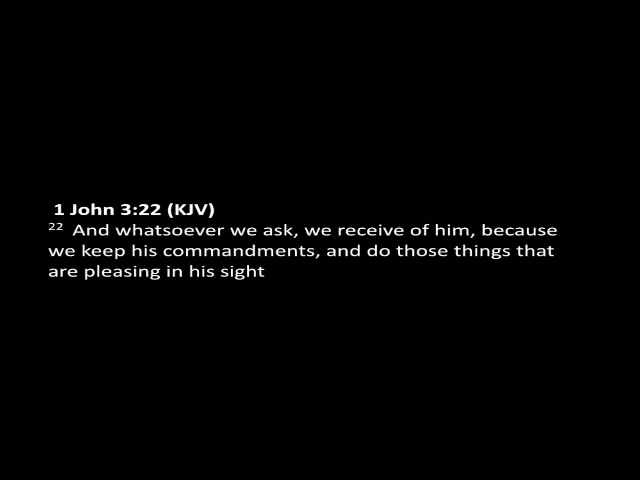 1 John 3:22 (KJV)
22 And whatsoever we ask, we receive of him, because
we keep his commandments, and do those things that
are pleasing in his sight